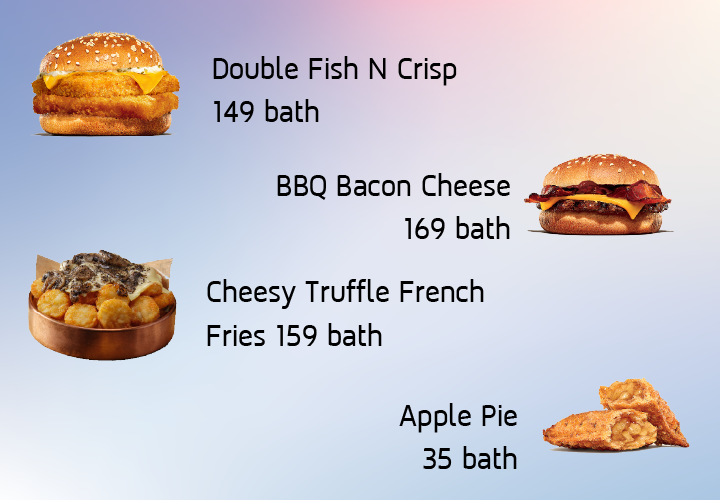 Double Fish N Crisp
149 bath
BBQ Bacon Cheese
169 bath
Cheesy Truffle French
Fries 159 bath
Apple Pie
35 bath